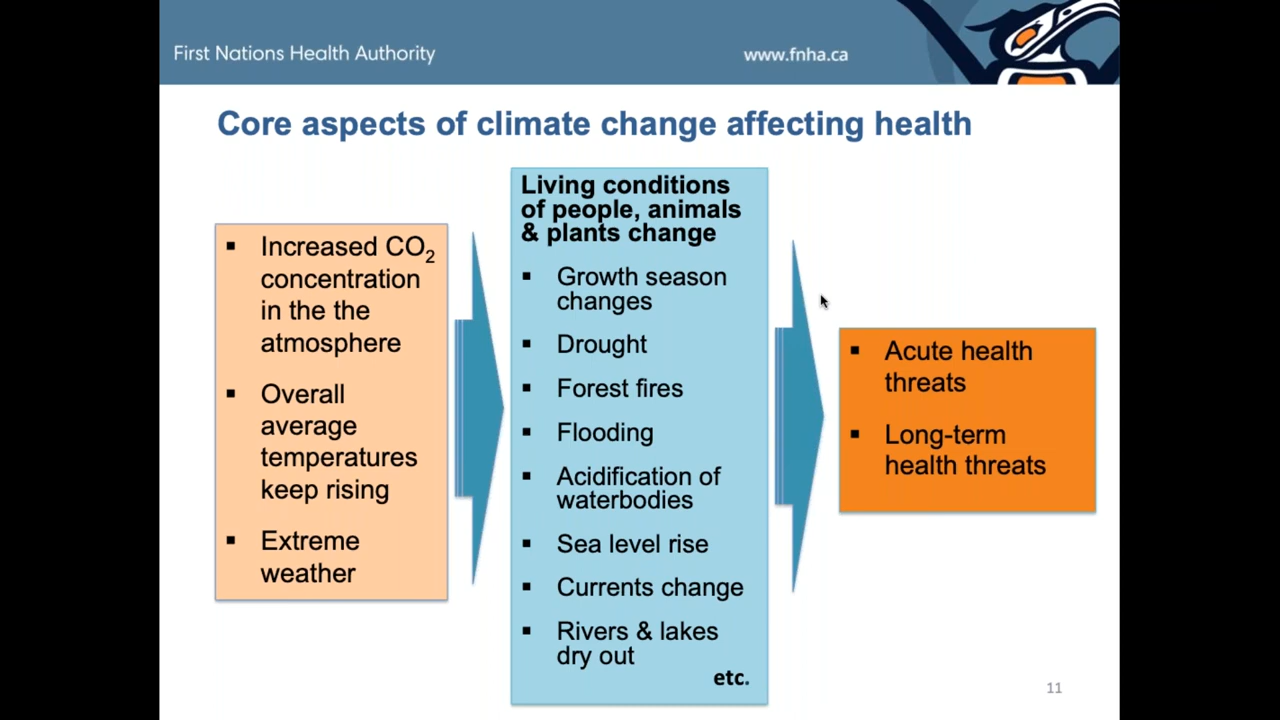 First Nations Health Authority
www.fnha.ca
Core aspects of climate change affecting health
▪ Increased CO₂
concentration
in the the
atmosphere
▪ Overall
average
temperatures
keep rising
▪ Extreme
weather
Living conditions
of people, animals
& plants change
▪ Growth season
changes
▪ Drought
▪ Forest fires
▪ Flooding
▪ Acidification of
waterbodies
▪ Sea level rise
▪ Currents change
▪ Rivers & lakes
dry out
etc.
▪ Acute health
threats
▪ Long-term
health threats
11